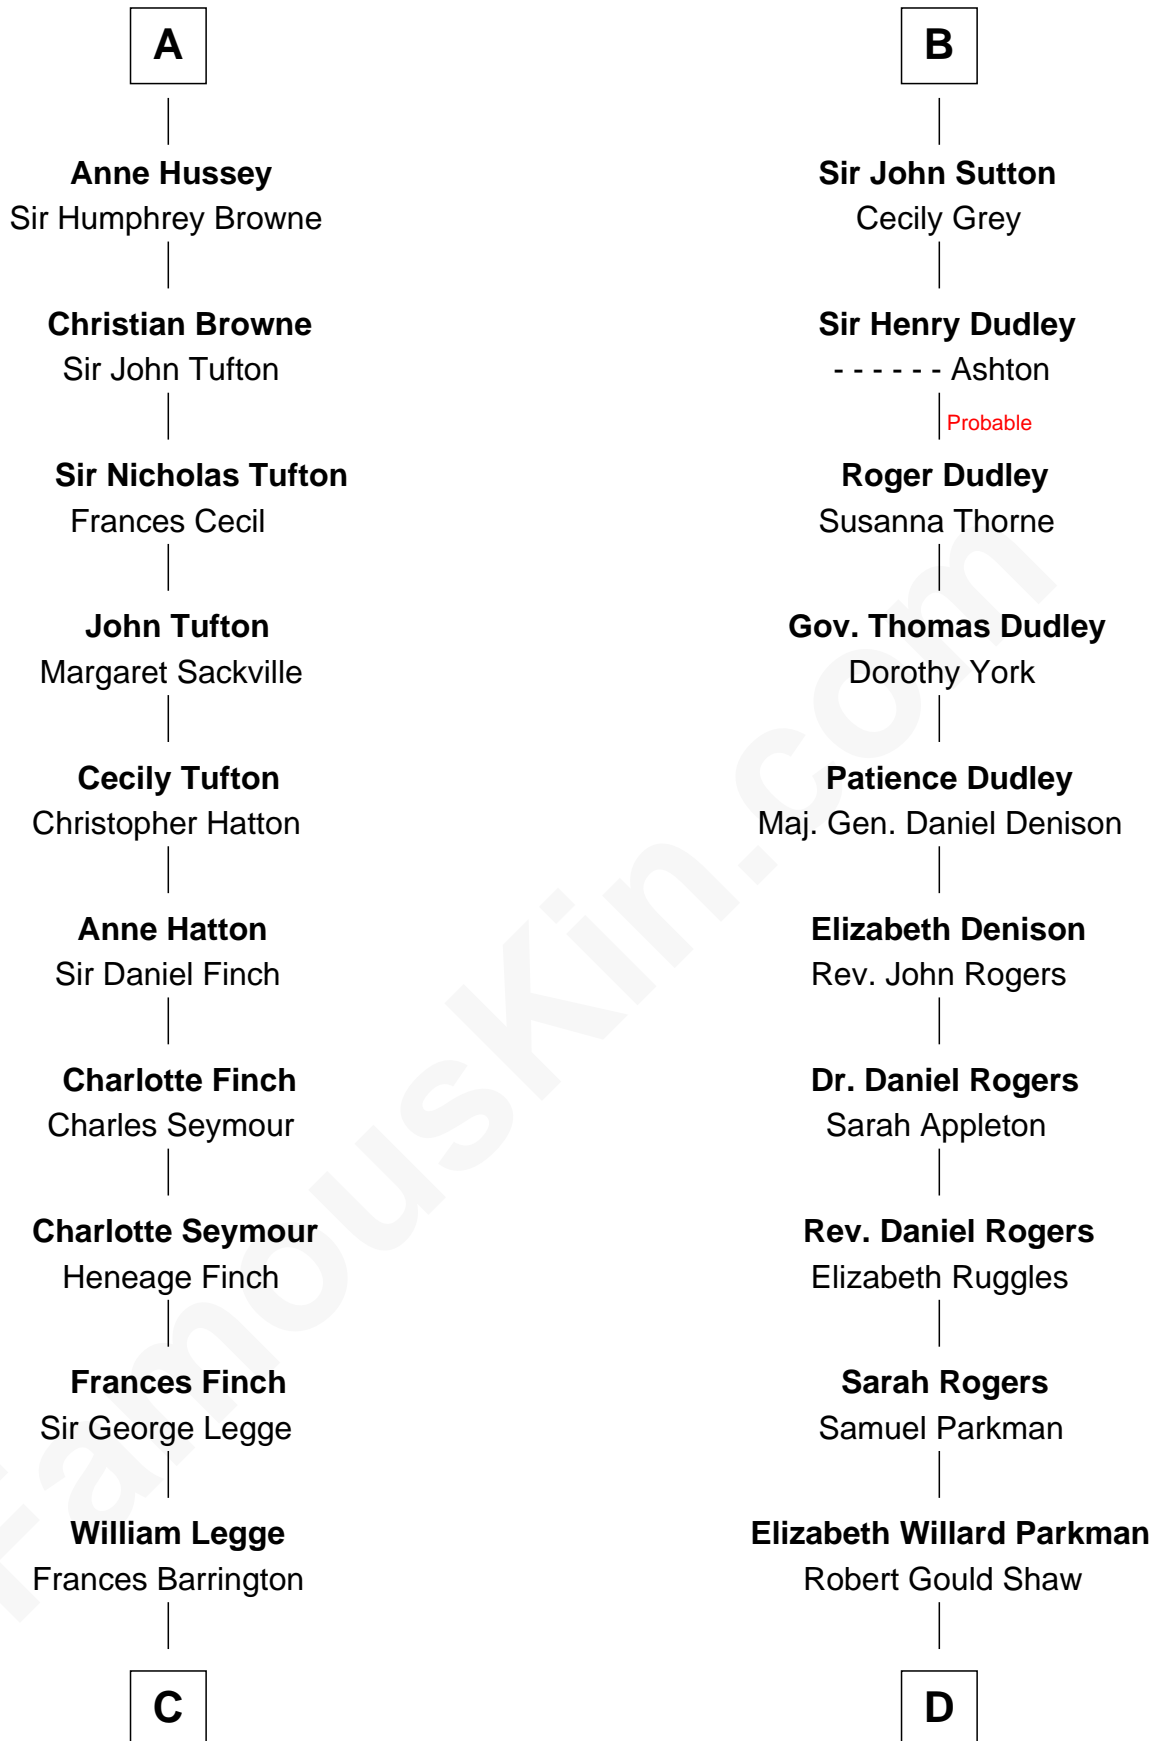 A
Anne Hussey
Sir Humphrey Browne
Christian Browne
Sir John Tufton
Sir Nicholas Tufton
Frances Cecil
John Tufton
Margaret Sackville
Cecily Tufton
Christopher Hatton
Anne Hatton
Sir Daniel Finch
Charlotte Finch
Charles Seymour
Charlotte Seymour
Heneage Finch
Frances Finch
Sir George Legge
William Legge
Frances Barrington
C
B
Sir John Sutton
Cecily Grey
Sir Henry Dudley
- - - - - - Ashton
Probable
Roger Dudley
Susanna Thorne
Gov. Thomas Dudley
Dorothy York
Patience Dudley
Maj. Gen. Daniel Denison
Elizabeth Denison
Rev. John Rogers
Dr. Daniel Rogers
Sarah Appleton
Rev. Daniel Rogers
Elizabeth Ruggles
Sarah Rogers
Samuel Parkman
Elizabeth Willard Parkman
Robert Gould Shaw
D
FamousKin.com